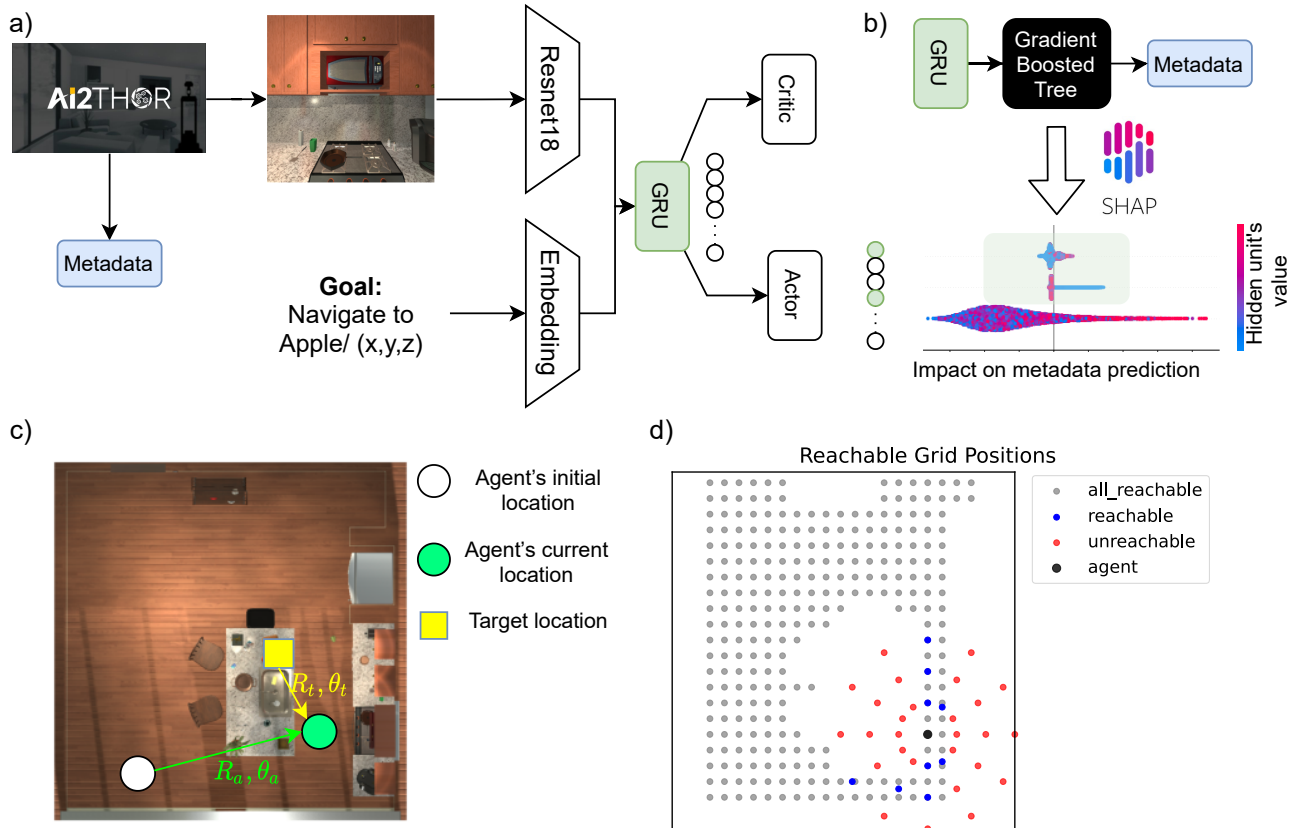 a)
Ai2THOR
Metadata
Goal:
Navigate to
Apple/ (x,y,z)
Resnet18
Embedding
GRU
Critic
Actor
b)
GRU
Gradient
Boosted
Tree
Metadata
SHAP
Hidden unit's
value
Impact on metadata prediction
c)
Agent's initial
location
Agent's current
location
Target location
R_t, θ_t
R_a, θ_a
d)
Reachable Grid Positions
all_reachable
reachable
unreachable
agent